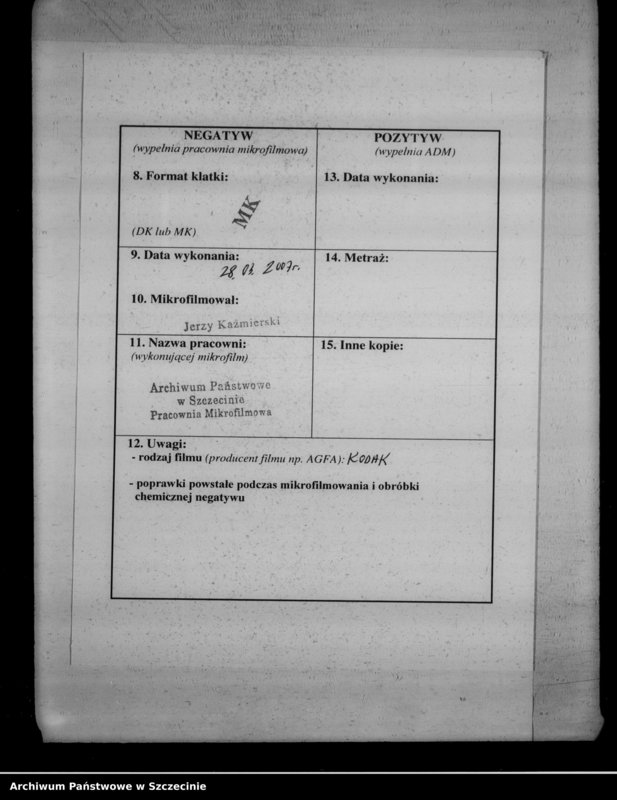 NEGATYW
(wypełnia pracownia mikrofilmowa)
8. Format klatki:
MK
(DK lub MK)
9. Data wykonania:
28. 03. 2007r.
10. Mikrofilmował:
Jerzy Kaźmierski
11. Nazwa pracowni:
(wykonującej mikrofilm)
Archiwum Państwowe
w Szczecinie
Pracownia Mikrofilmowa
POZYTYW
(wypełnia ADM)
13. Data wykonania:
14. Metraż:
15. Inne kopie:
12. Uwagi:
- rodzaj filmu (producent filmu np. AGFA): KODAK
- poprawki powstałe podczas mikrofilmowania i obróbki
chemicznej negatywu
Archiwum Państwowe w Szczecinie